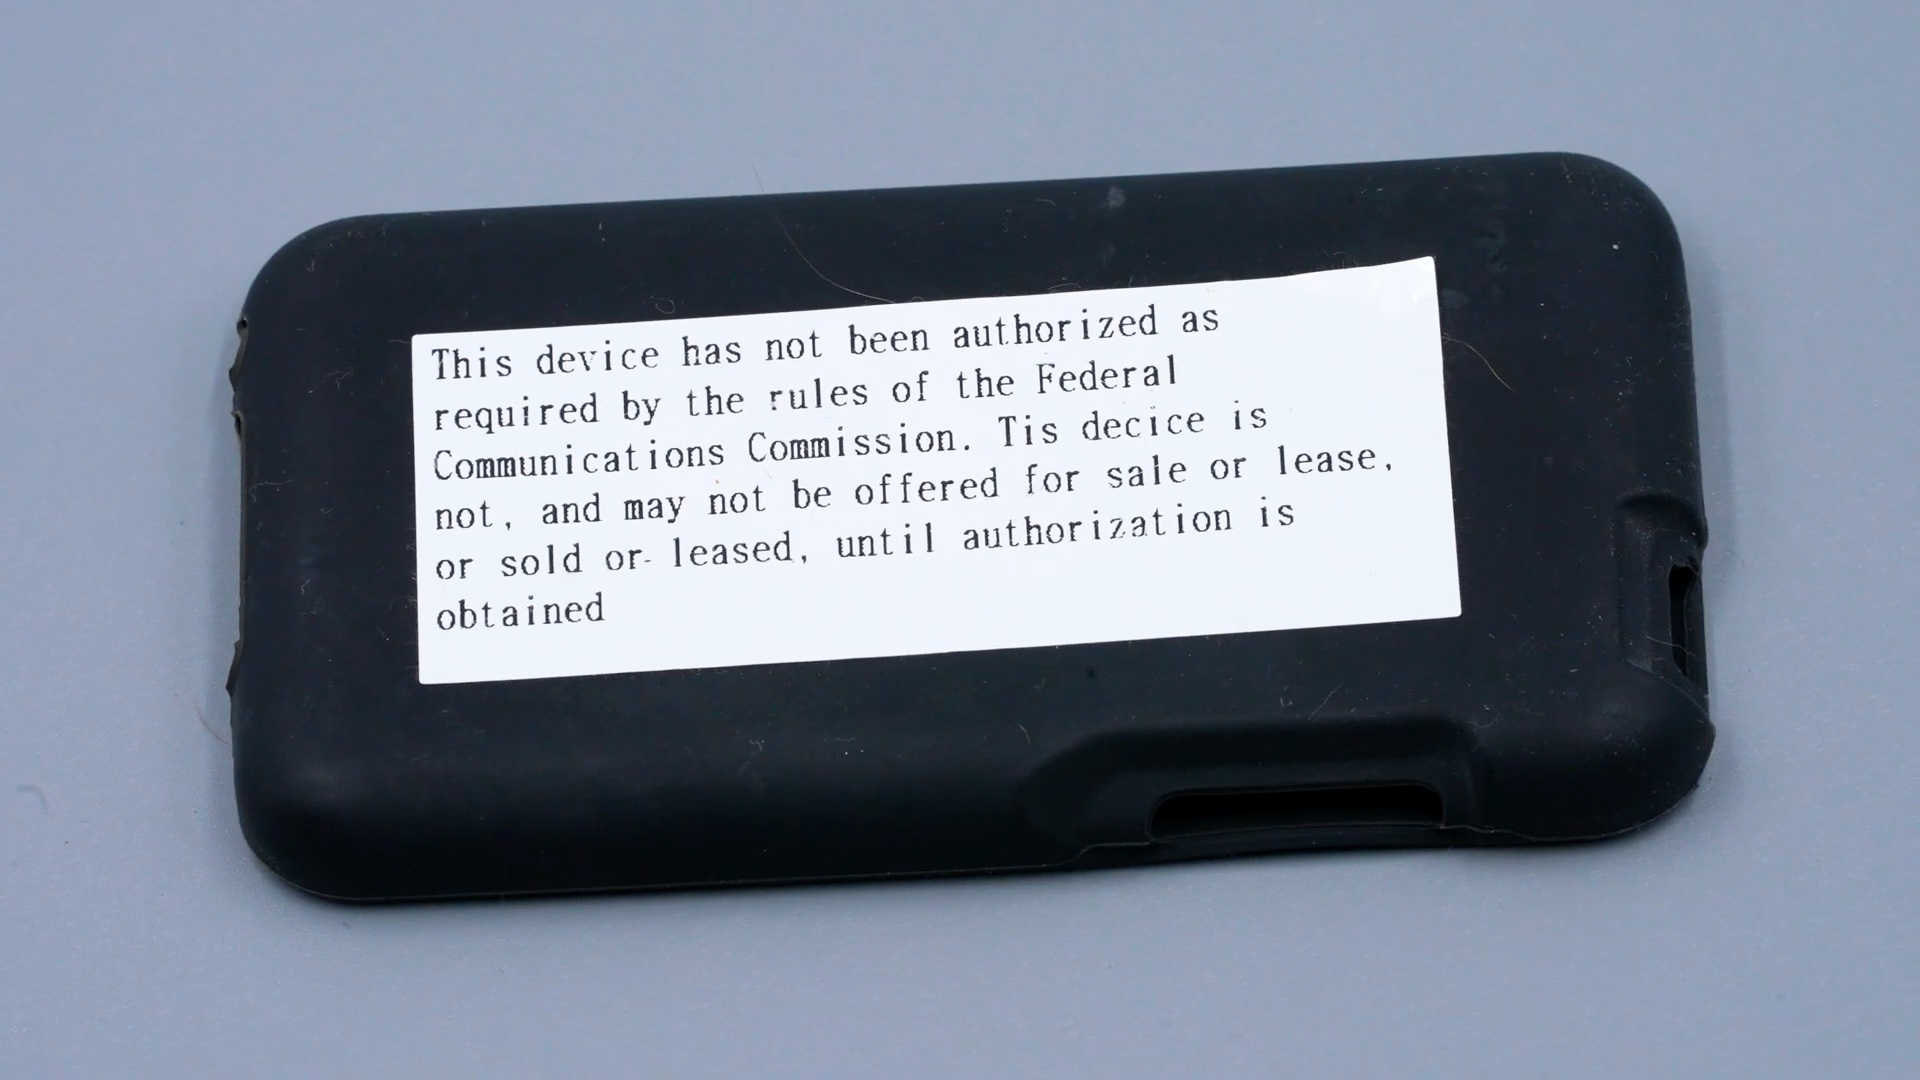 This device has not been authorized as
required by the rules of the Federal
Communications Commission. Tis decice is
not, and may not be offered for sale or lease,
or sold or leased, until authorization is
obtained